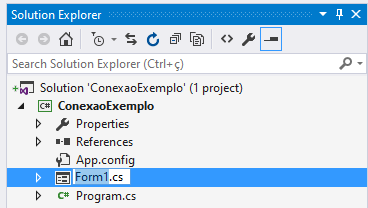 Solution Explorer
Search Solution Explorer (Ctrl+ç)
Solution 'ConexaoExemplo' (1 project)
C# ConexaoExemplo
Properties
References
App.config
Form1.cs
C# Program.cs